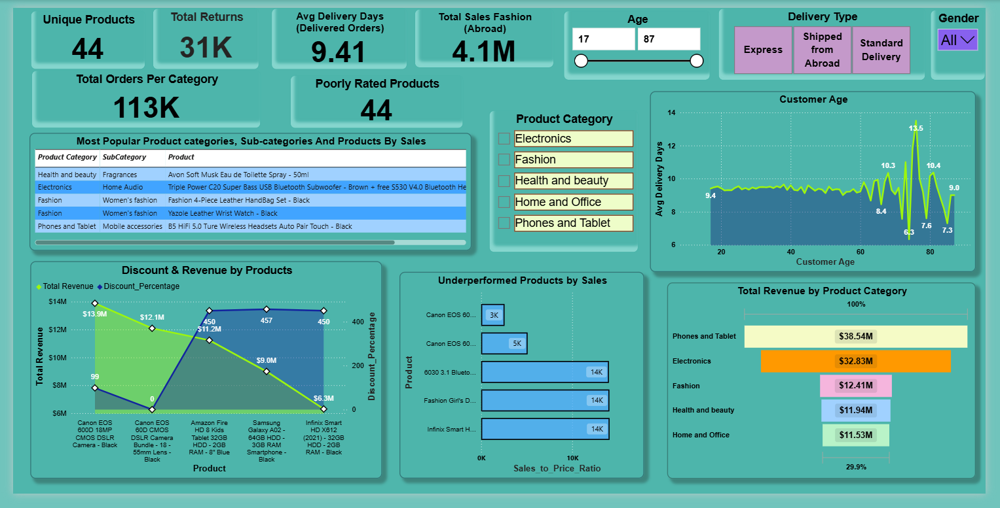 Unique Products
44
Total Returns
31K
Avg Delivery Days
(Delivered Orders)
9.41
Total Sales Fashion
(Abroad)
4.1M
Age
17
87
Delivery Type
Express
Shipped
from
Abroad
Standard
Delivery
Gender
All
Total Orders Per Category
113K
Poorly Rated Products
44
Most Popular Product categories, Sub-categories And Products By Sales
Product Category SubCategory Product
Health and beauty Fragrances Avon Soft Musk Eau de Toilette Spray - 50ml
Electronics Home Audio Triple Power C20 Super Bass USB Bluetooth Subwoofer - Brown + free S530 V4.0 Bluetooth He
Fashion Women's fashion Fashion 4-Piece Leather HandBag Set - Black
Fashion Women's fashion Yazole Leather Wrist Watch - Black
Phones and Tablet Mobile accessories B5 HiFi 5.0 Ture Wireless Headsets Auto Pair Touch - Black
Product Category
Electronics
Fashion
Health and beauty
Home and Office
Phones and Tablet
Customer Age
Avg Delivery Days
14
12
10
8
6
9.4
8.4
10.3
6.3
13.5
7.6
10.4
7.3
9.0
20
40
60
80
Customer Age
Discount & Revenue by Products
Total Revenue Discount_Percentage
Total Revenue
$14M
$12M
$10M
$8M
$6M
$13.9M
$12.1M
$11.2M
$9.0M
$6.3M
99
0
450
457
450
400
200
0
Discount_Percentage
Canon EOS
600D 18MP
CMOS DSLR
Camera - Black
Canon EOS
60D CMOS
DSLR Camera
Bundle - 18 -
55mm Lens -
Black
Amazon Fire
HD 8 Kids
Tablet 32GB
HDD - 2GB
RAM - 8" Blue
Samsung
Galaxy A02 -
64GB HDD -
3GB RAM
Smartphone -
Black
Infinix Smart
HD X612
(2021) - 32GB
HDD - 2GB
RAM - Black
Product
Underperformed Products by Sales
Product
Canon EOS 60... 3K
Canon EOS 60... 5K
6030 3.1 Blueto... 14K
Fashion Girl's D... 14K
Infinix Smart H... 14K
0K
10K
Sales_to_Price_Ratio
Total Revenue by Product Category
100%
Phones and Tablet $38.54M
Electronics $32.83M
Fashion $12.41M
Health and beauty $11.94M
Home and Office $11.53M
29.9%